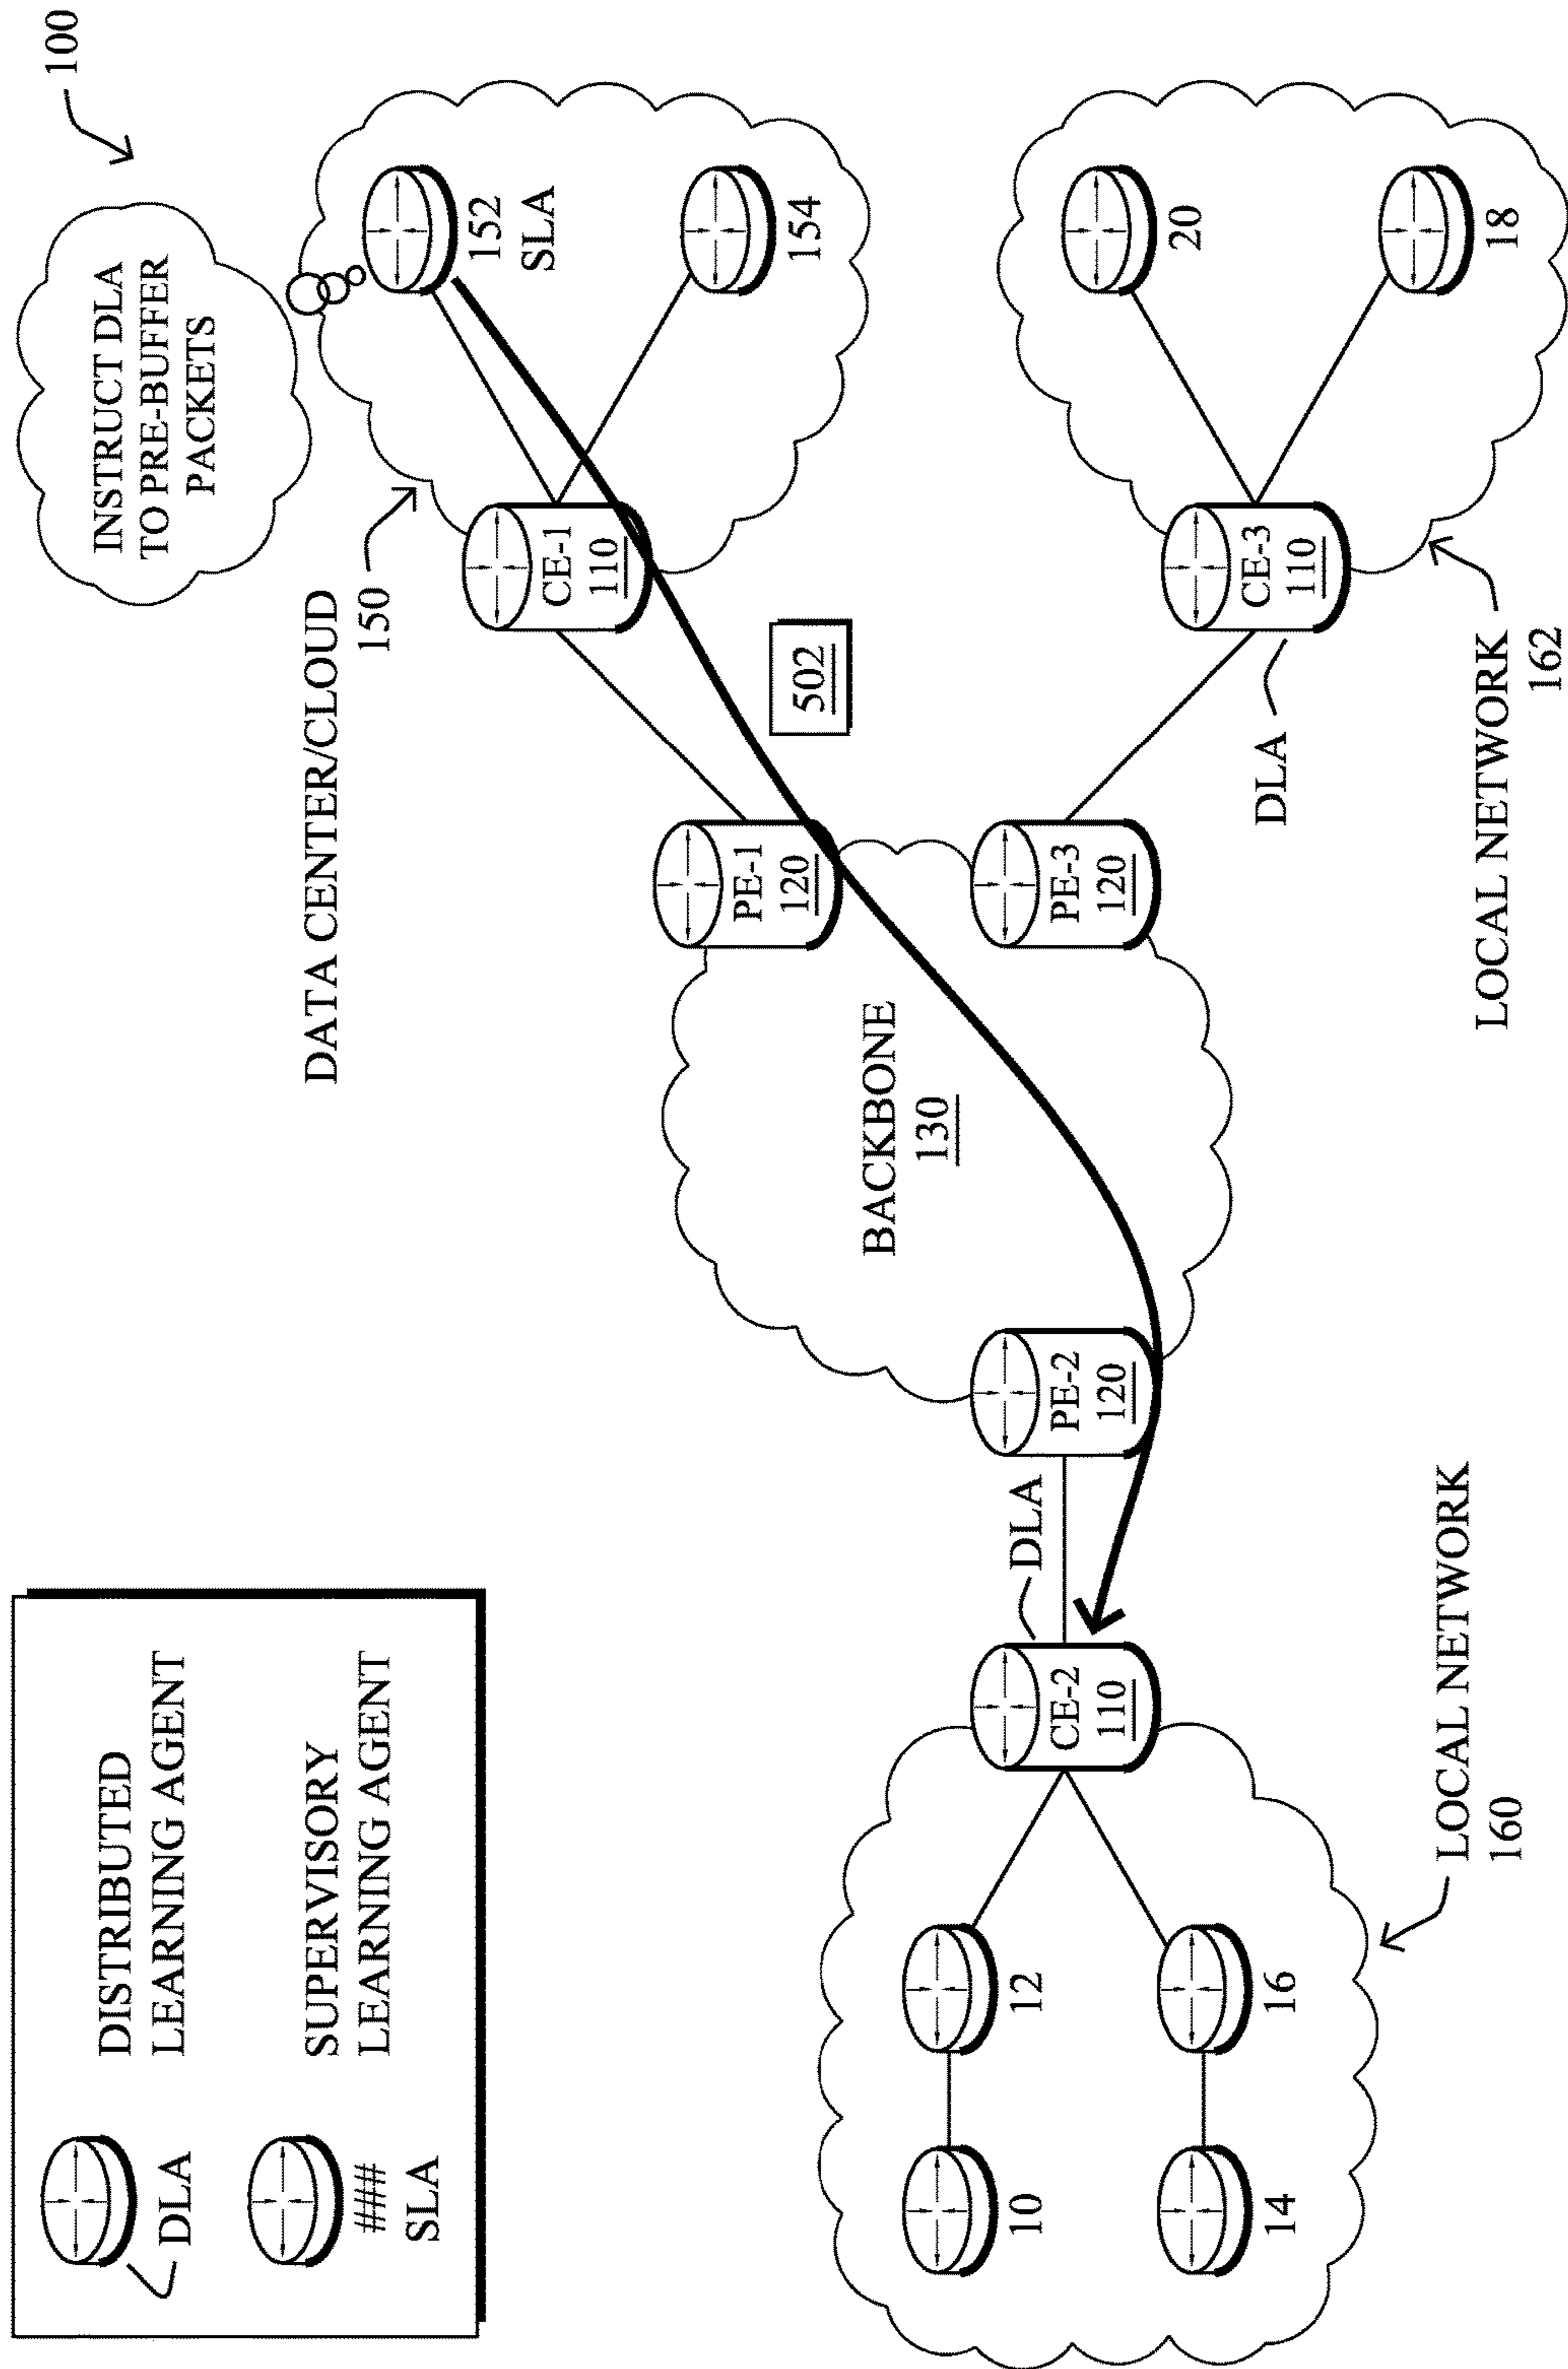 DISTRIBUTED
LEARNING AGENT
DLA
SUPERVISORY
LEARNING AGENT
###
SLA
INSTRUCT DLA
TO PRE-BUFFER
PACKETS
100
DATA CENTER/CLOUD
150
152
SLA
154
CE-1
110
502
PE-1
120
BACKBONE
130
PE-2
120
PE-3
120
DLA
CE-2
110
10
12
14
16
LOCAL NETWORK
160
DLA
CE-3
110
20
18
LOCAL NETWORK
162